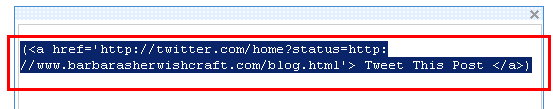 (<a href='http://twitter.com/home?status=http:
//www.barbarasherwishcraft.com/blog.html'> Tweet This Post </a>)